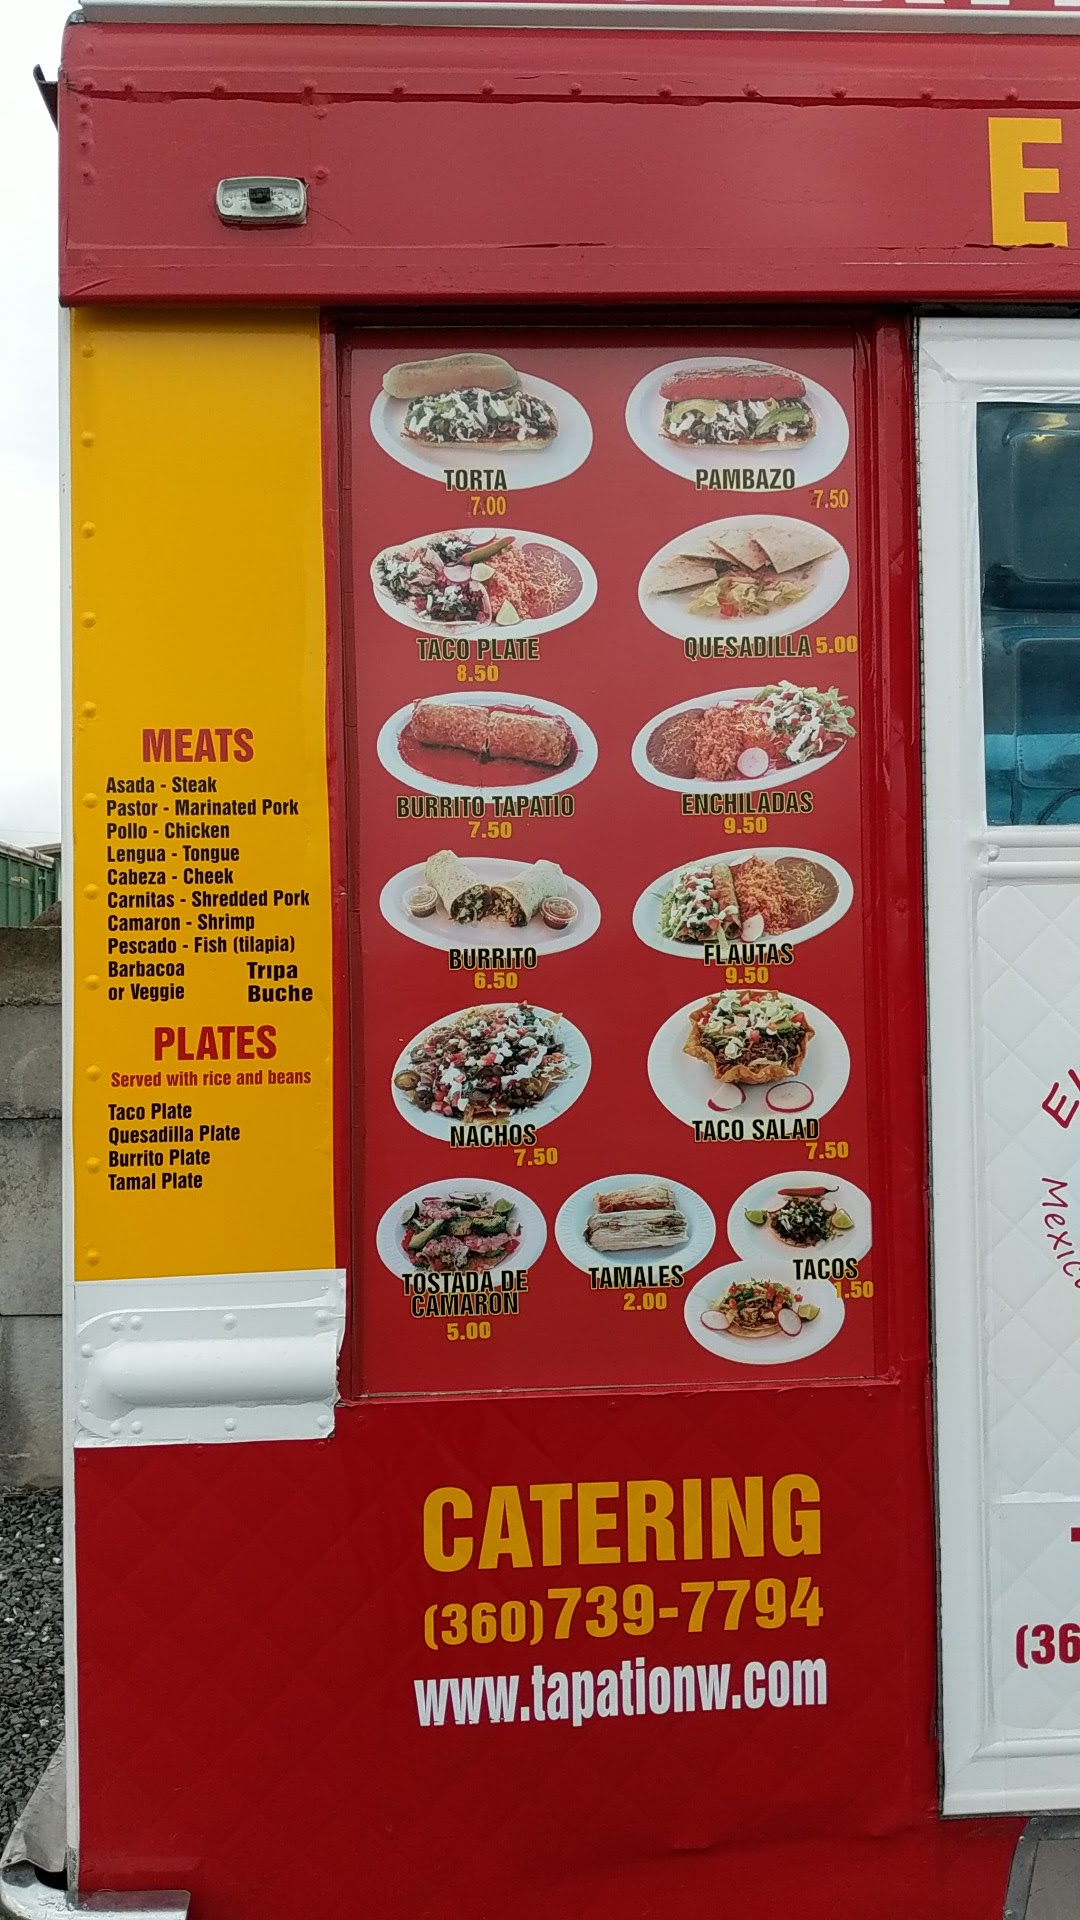 E
MEATS
Asada - Steak
Pastor - Marinated Pork
Pollo - Chicken
Lengua - Tongue
Cabeza - Cheek
Carnitas - Shredded Pork
Camaron - Shrimp
Pescado - Fish (tilapia)
Barbacoa Tripa
or Veggie Buche
PLATES
Served with rice and beans
Taco Plate
Quesadilla Plate
Burrito Plate
Tamal Plate
TORTA
7.00
PAMBAZO
7.50
TACO PLATE
8.50
QUESADILLA 5.00
BURRITO TAPATIO
7.50
ENCHILADAS
9.50
BURRITO
6.50
FLAUTAS
9.50
NACHOS
7.50
TACO SALAD
7.50
TOSTADA DE
CAMARON
5.00
TAMALES
2.00
TACOS
1.50
CATERING
(360)739-7794
www.tapationw.com
El
Mexic
(36